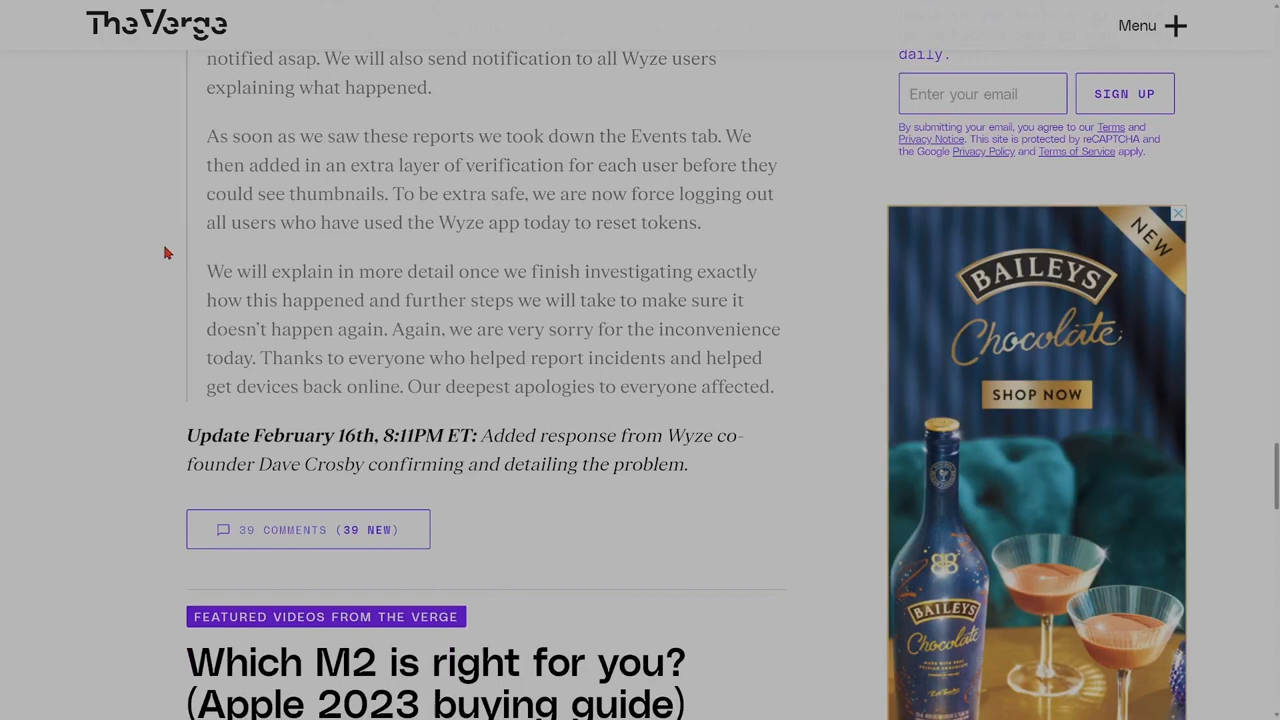 The Verge
Menu
notified asap. We will also send notification to all Wyze users
explaining what happened.
As soon as we saw these reports we took down the Events tab. We
then added in an extra layer of verification for each user before they
could see thumbnails. To be extra safe, we are now force logging out
all users who have used the Wyze app today to reset tokens.
We will explain in more detail once we finish investigating exactly
how this happened and further steps we will take to make sure it
doesn’t happen again. Again, we are very sorry for the inconvenience
today. Thanks to everyone who helped report incidents and helped
get devices back online. Our deepest apologies to everyone affected.
Update February 16th, 8:11PM ET: Added response from Wyze co-
founder Dave Crosby confirming and detailing the problem.
39 COMMENTS (39 NEW)
FEATURED VIDEOS FROM THE VERGE
Which M2 is right for you?
(Apple 2023 buying guide)
daily.
Enter your email
SIGN UP
By submitting your email, you agree to our Terms and
Privacy Notice. This site is protected by reCAPTCHA and
the Google Privacy Policy and Terms of Service apply.
NEW
BAILEYS
Chocolate
SHOP NOW
BAILEYS
Chocolate